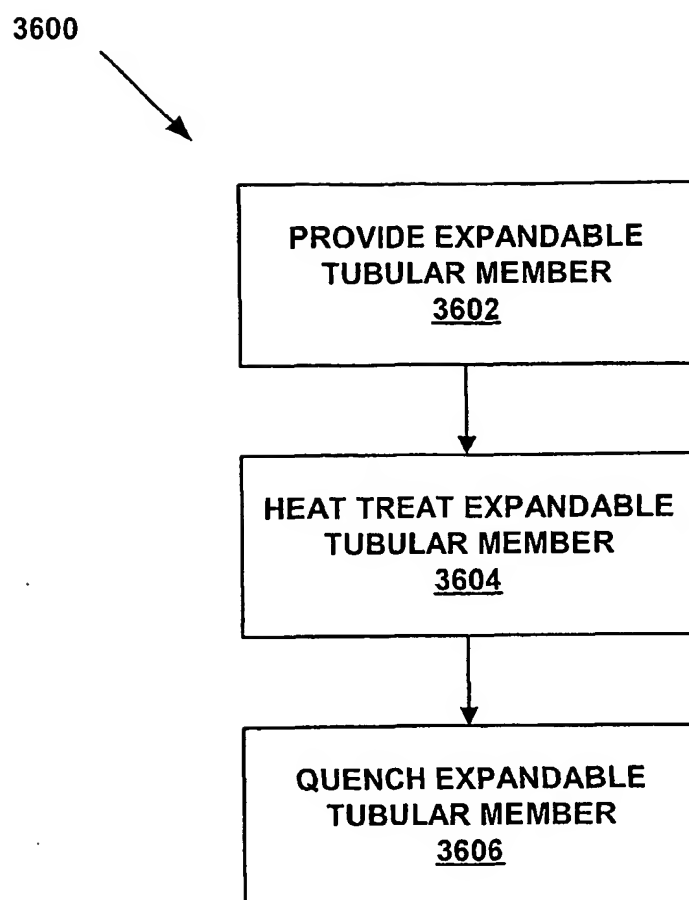 3600
PROVIDE EXPANDABLE
TUBULAR MEMBER
3602
HEAT TREAT EXPANDABLE
TUBULAR MEMBER
3604
QUENCH EXPANDABLE
TUBULAR MEMBER
3606